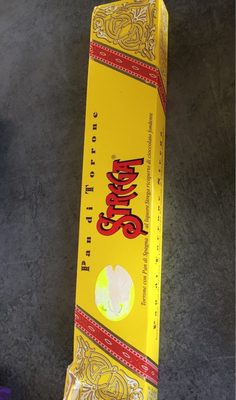 Pan di Torrone
STREGA®
Torrone con Pan di Spagna
al liquore Strega ricoperto di cioccolato fondente